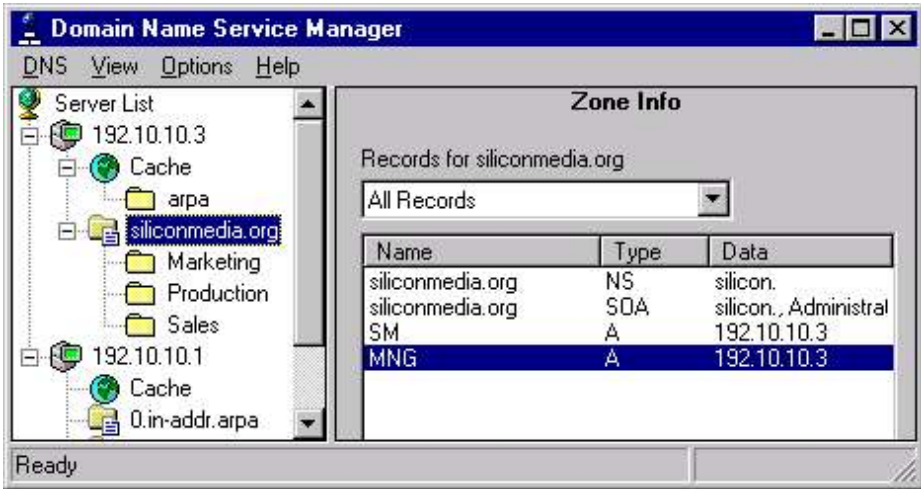 Domain Name Service Manager
DNS View Options Help
Server List
192.10.10.3
Cache
arpa
siliconmedia.org
Marketing
Production
Sales
192.10.10.1
Cache
0.in-addr.arpa
Zone Info
Records for siliconmedia.org
All Records
Name Type Data
siliconmedia.org NS silicon.
siliconmedia.org SOA silicon., Administral
SM A 192.10.10.3
MNG A 192.10.10.3
Ready